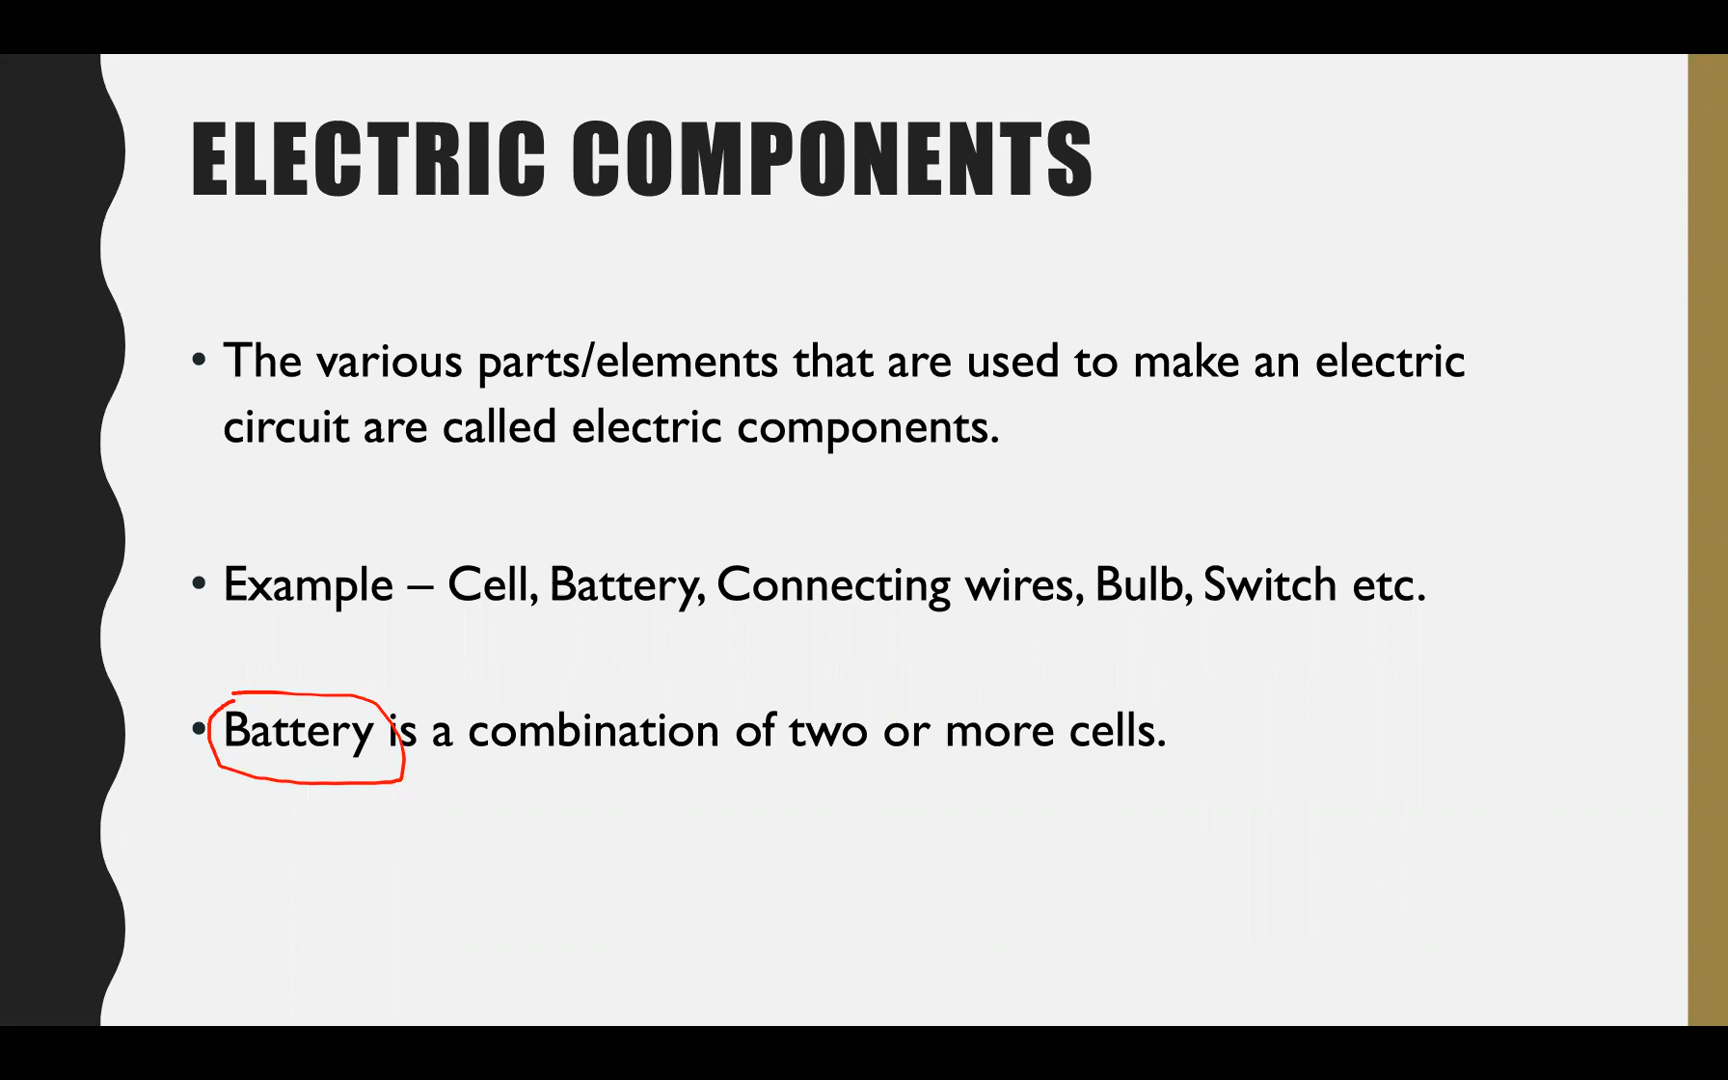 ELECTRIC COMPONENTS
• The various parts/elements that are used to make an electric
circuit are called electric components.
• Example – Cell, Battery, Connecting wires, Bulb, Switch etc.
• Battery is a combination of two or more cells.